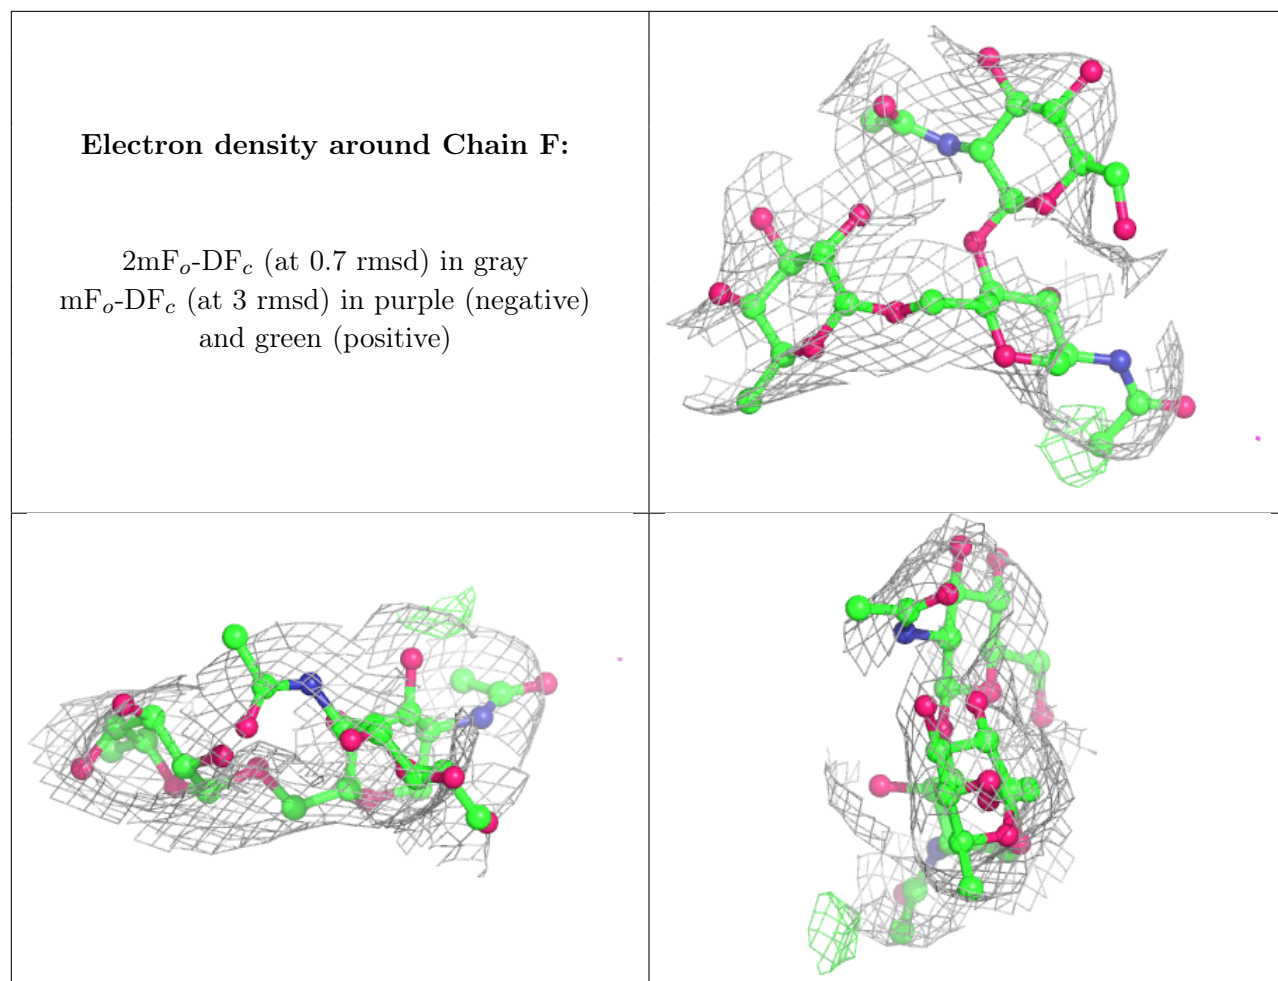 Electron density around Chain F:
2mFo-DFc (at 0.7 rmsd) in gray
mFo-DFc (at 3 rmsd) in purple (negative)
and green (positive)